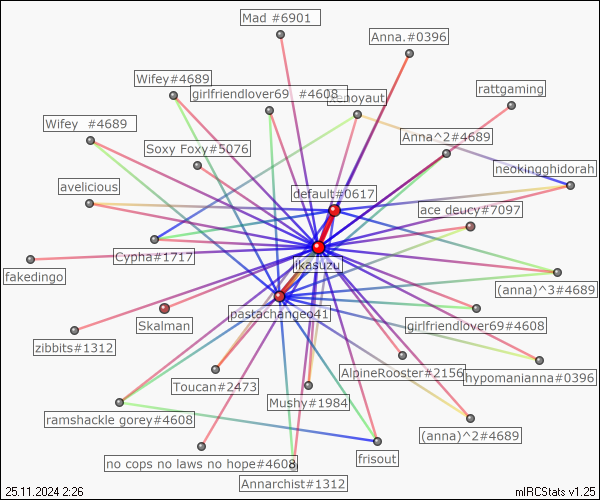 Mad #6901
Anna.#0396
Wifey#4689
girlfriendlover69 #4608
xenoyaut
rattgaming
Wifey #4689
Anna^2#4689
Soxy Foxy#5076
neokingghidorah
avelicious
default#0617
ace deucy#7097
Cypha#1717
ikasuzu
fakedingo
(anna)^3#4689
pastachangeo41
Skalman
girlfriendlover69#4608
zibbits#1312
AlpineRooster#2156
hypomanianna#0396
Toucan#2473
Mushy#1984
ramshackle gorey#4608
(anna)^2#4689
frisout
no cops no laws no hope#4608
Annarchist#1312
25.11.2024 2:26
mIRCStats v1.25